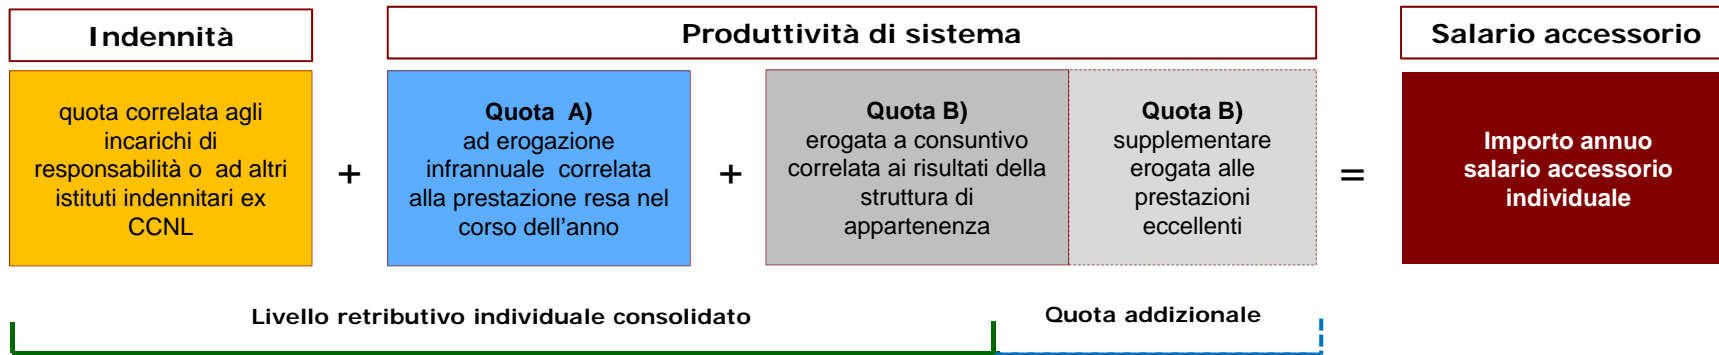 Indennità
Produttività di sistema
Salario accessorio
quota correlata agli
incarichi di
responsabilità o ad altri
istituti indennitari ex
CCNL
+
Quota A)
ad erogazione
infrannuale correlata
alla prestazione resa nel
corso dell'anno
+
Quota B)
erogata a consuntivo
correlata ai risultati della
struttura di
appartenenza
Quota B)
supplementare
erogata alle
prestazioni
eccellenti
=
Importo annuo
salario accessorio
individuale
Livello retributivo individuale consolidato
Quota addizionale